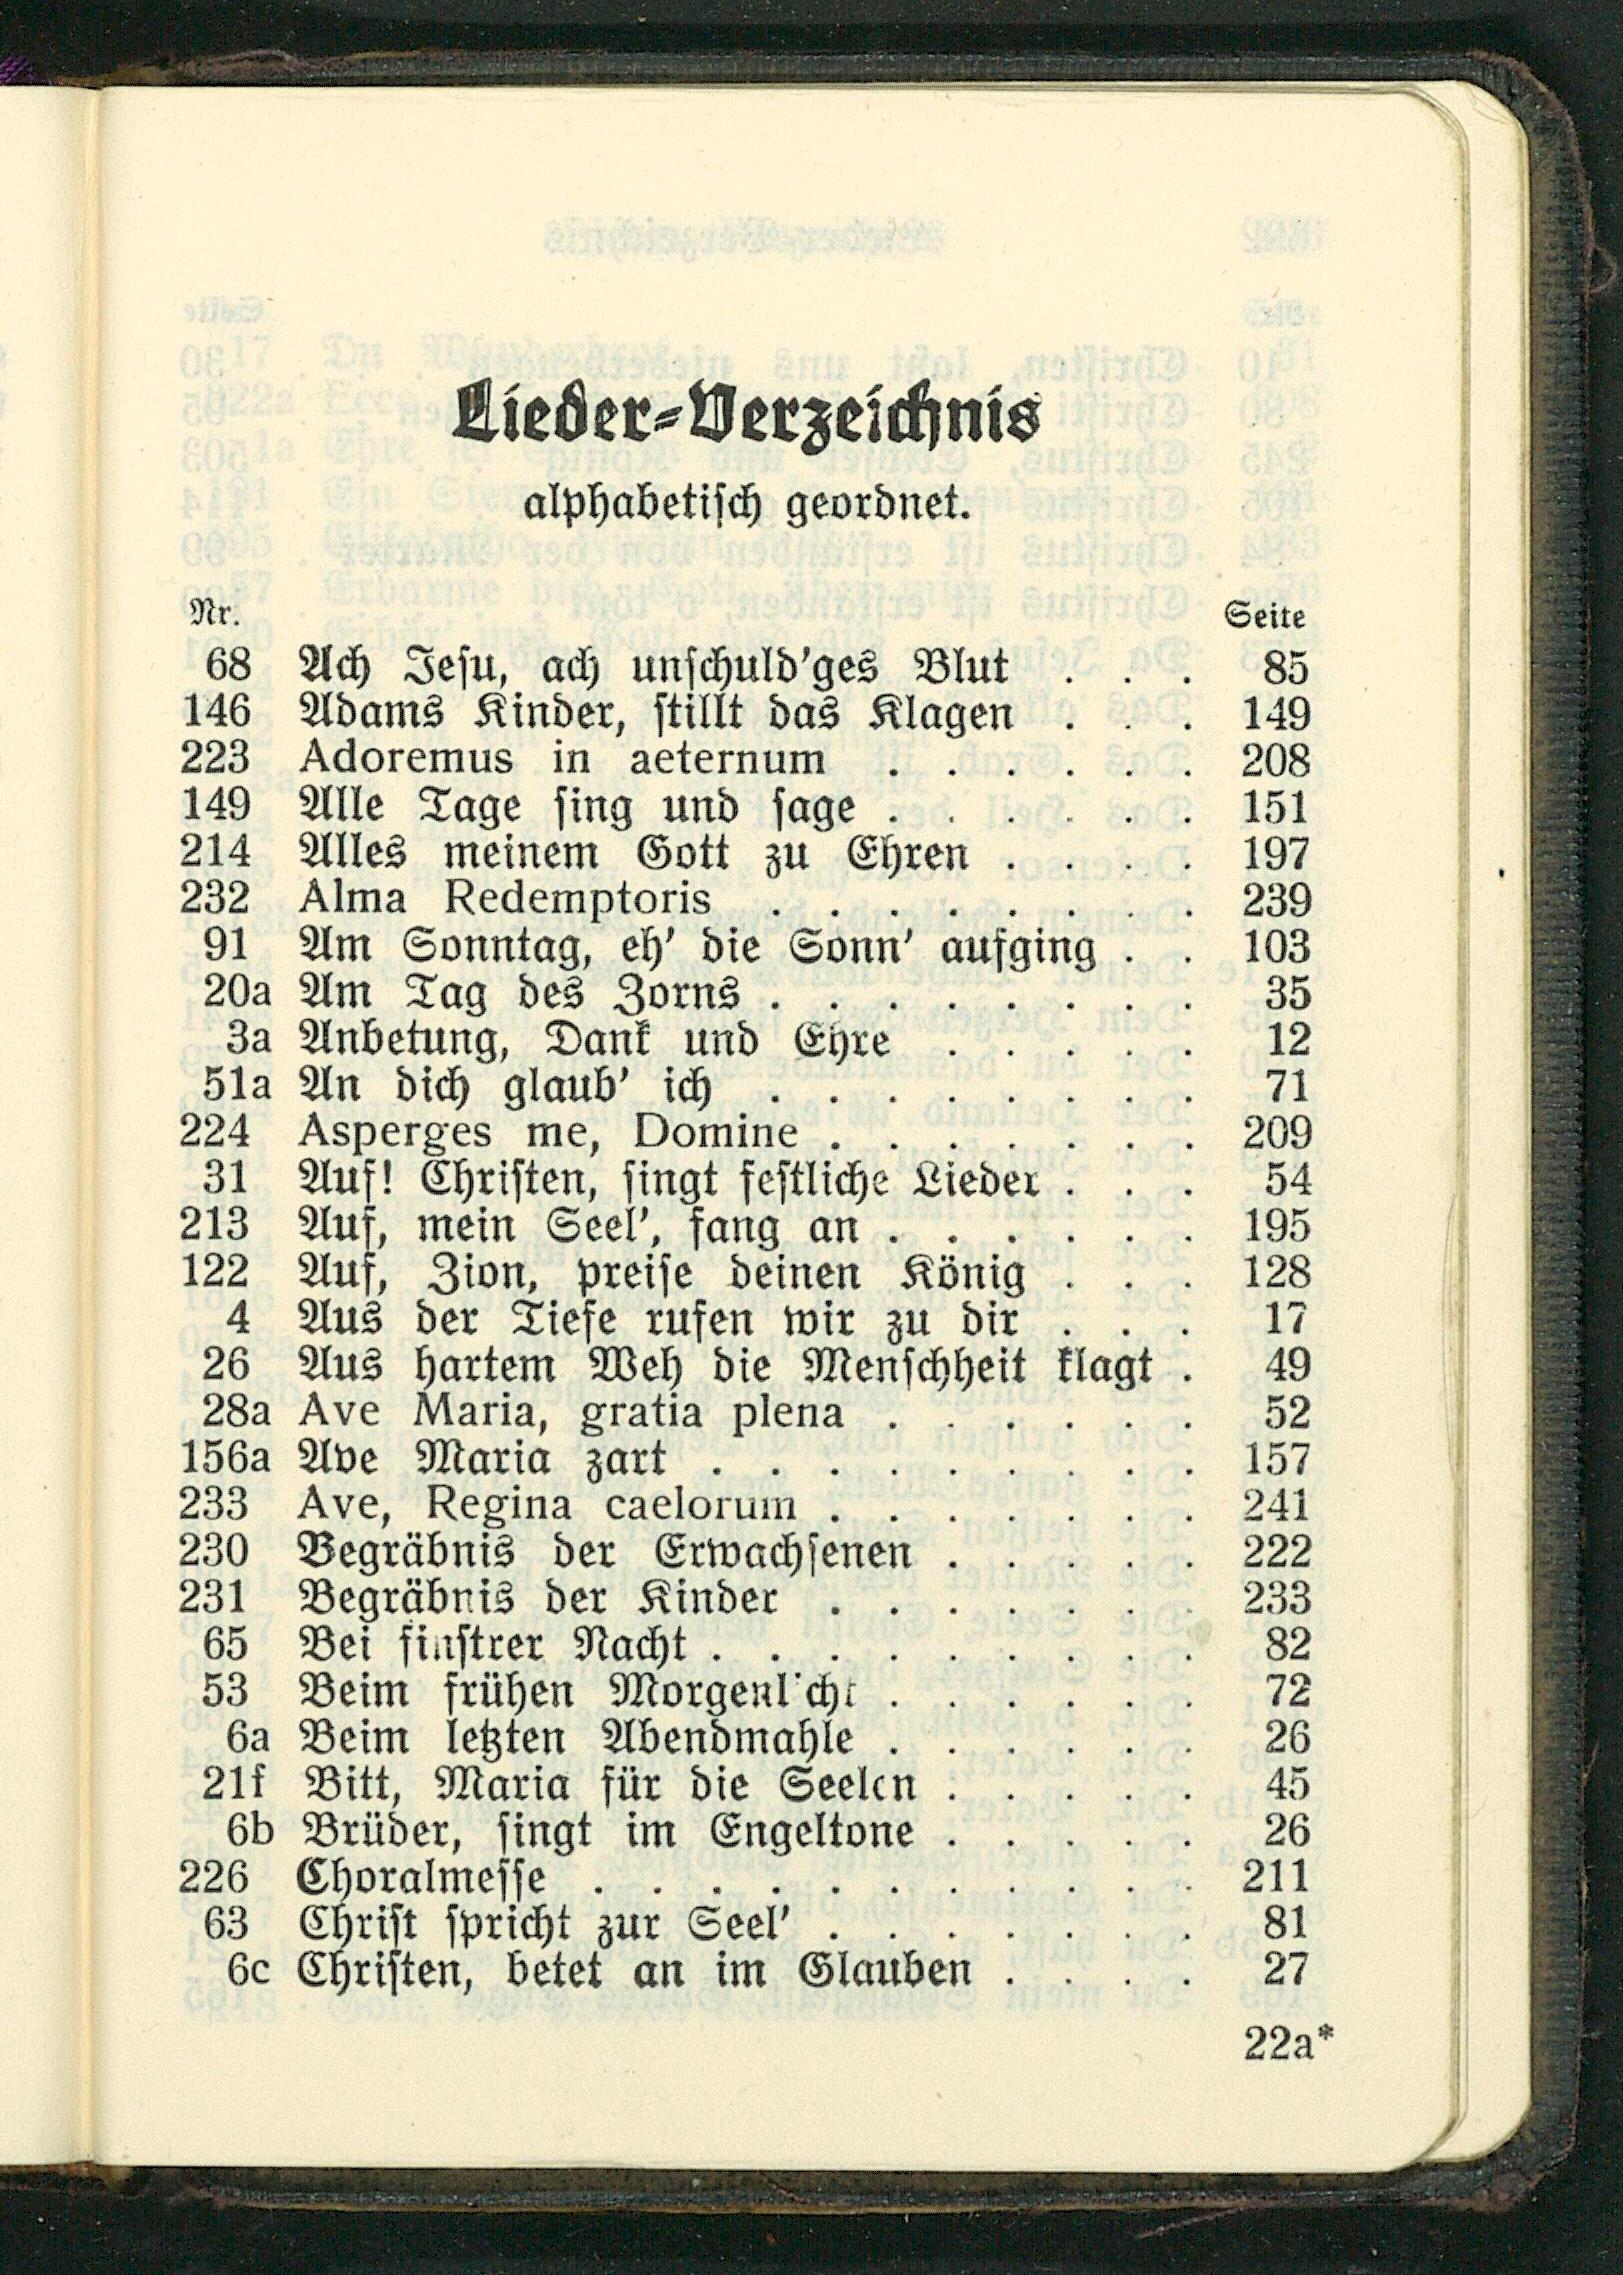 Lieder-Verzeichnis
alphabetisch geordnet.
Nr. Seite
68 Ach Jesu, ach unschuld'ges Blut . . . 85
146 Adams Kinder, stillt das Klagen . . . 149
223 Adoremus in aeternum . . . . . . 208
149 Alle Tage sing und sage . . . . . . 151
214 Alles meinem Gott zu Ehren . . . . 197
232 Alma Redemptoris . . . . . . . . 239
91 Am Sonntag, eh' die Sonn' aufging . . 103
20a Am Tag des Zorns . . . . . . . . 35
3a Anbetung, Dank und Ehre . . . . . 12
51a An dich glaub' ich . . . . . . . . 71
224 Asperges me, Domine . . . . . . . 209
31 Auf! Christen, singt festliche Lieder . . . 54
213 Auf, mein Seel', fang an . . . . . . 195
122 Auf, Zion, preise deinen König . . . 128
4 Aus der Tiefe rufen wir zu dir . . . 17
26 Aus hartem Weh die Menschheit klagt . 49
28a Ave Maria, gratia plena . . . . . . 52
156a Ave Maria zart . . . . . . . . . 157
233 Ave, Regina caelorum . . . . . . . 241
230 Begräbnis der Erwachsenen . . . . . 222
231 Begräbnis der Kinder . . . . . . . 233
65 Bei finstrer Nacht . . . . . . . . . 82
53 Beim frühen Morgenlicht . . . . . . 72
6a Beim letzten Abendmahle . . . . . . 26
21f Bitt, Maria für die Seelen . . . . . 45
6b Brüder, singt im Engeltone . . . . . 26
226 Choralmesse . . . . . . . . . . . 211
63 Christ spricht zur Seel' . . . . . . . 81
6c Christen, betet an im Glauben . . . . 27
22a*